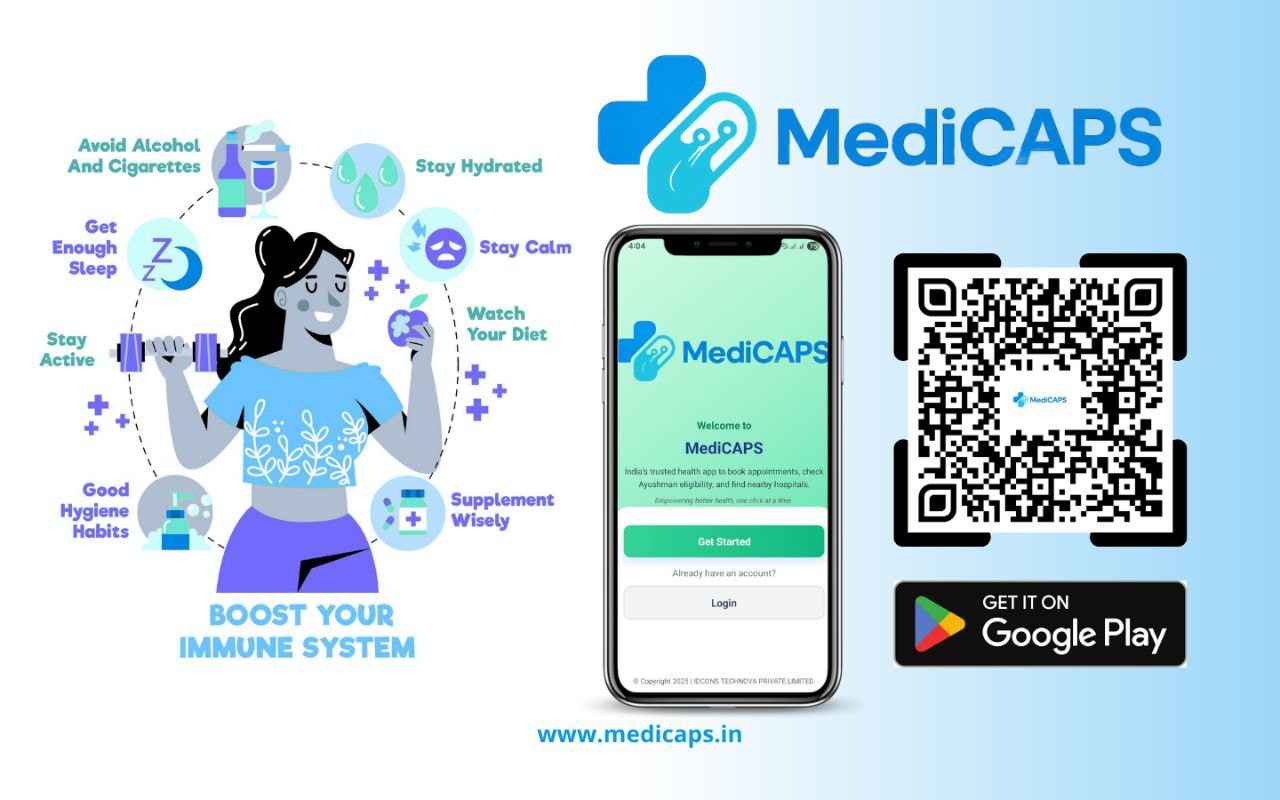 Avoid Alcohol
And Cigarettes
Stay Hydrated
Get
Enough
Sleep
Stay Calm
Watch
Your Diet
Stay
Active
Good
Hygiene
Habits
Supplement
Wisely
BOOST YOUR
IMMUNE SYSTEM
MediCAPS
4:04
MediCAPS
Welcome to
MediCAPS
India's trusted health app to book appointments, check
Ayushman eligibility, and find nearby hospitals.
Empowering better health, one click at a time.
Get Started
Already have an account?
Login
© Copyright 2025 | IDCONS TECHNOVA PRIVATE LIMITED.
MediCAPS
GET IT ON
Google Play
www.medicaps.in